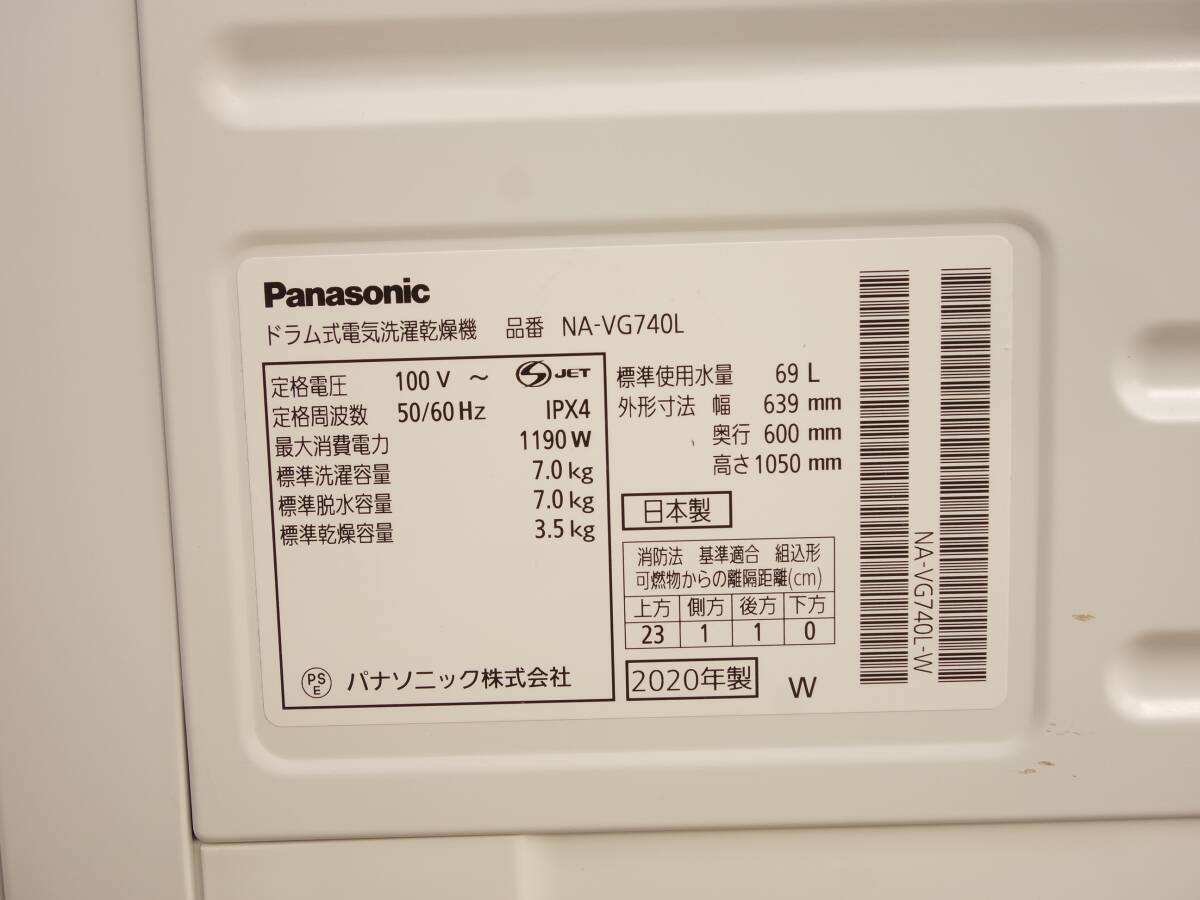 Panasonic
ドラム式電気洗濯乾燥機 品番 NA-VG740L
定格電圧 100 V ～ S JET
定格周波数 50/60 Hz IPX4
最大消費電力 1190 W
標準洗濯容量 7.0 kg
標準脱水容量 7.0 kg
標準乾燥容量 3.5 kg
PS E パナソニック株式会社
標準使用水量 69 L
外形寸法 幅 639 mm
奥行 600 mm
高さ 1050 mm
日本製
消防法 基準適合 組込形
可燃物からの離隔距離(cm)
上方 側方 後方 下方
23 1 1 0
2020年製 W
NA-VG740L-W